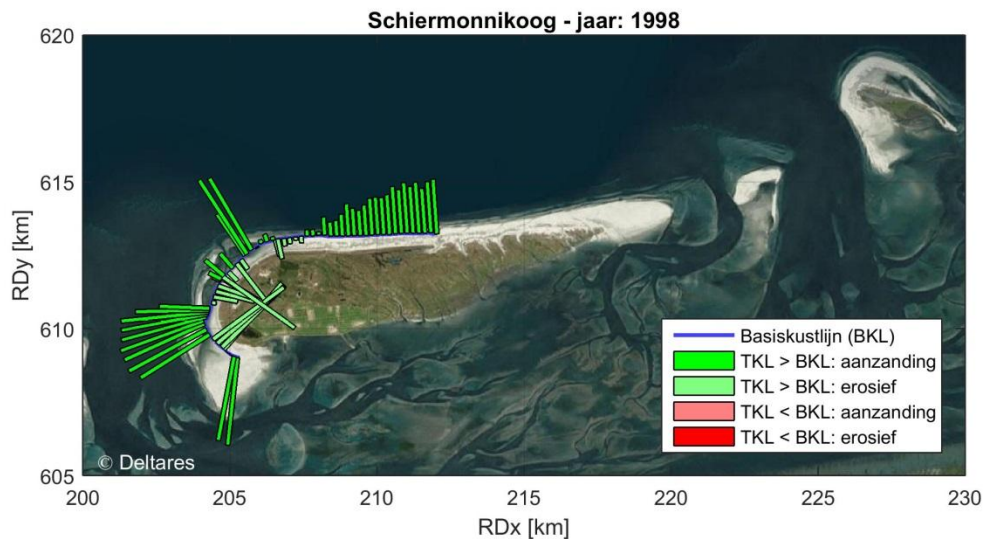 Schiermonnikoog - jaar: 1998
620
615
610
605
RDy [km]
Basiskustlijn (BKL)
TKL > BKL: aanzanding
TKL > BKL: erosief
TKL < BKL: aanzanding
TKL < BKL: erosief
© Deltares
200 205 210 215 220 225 230
RDx [km]